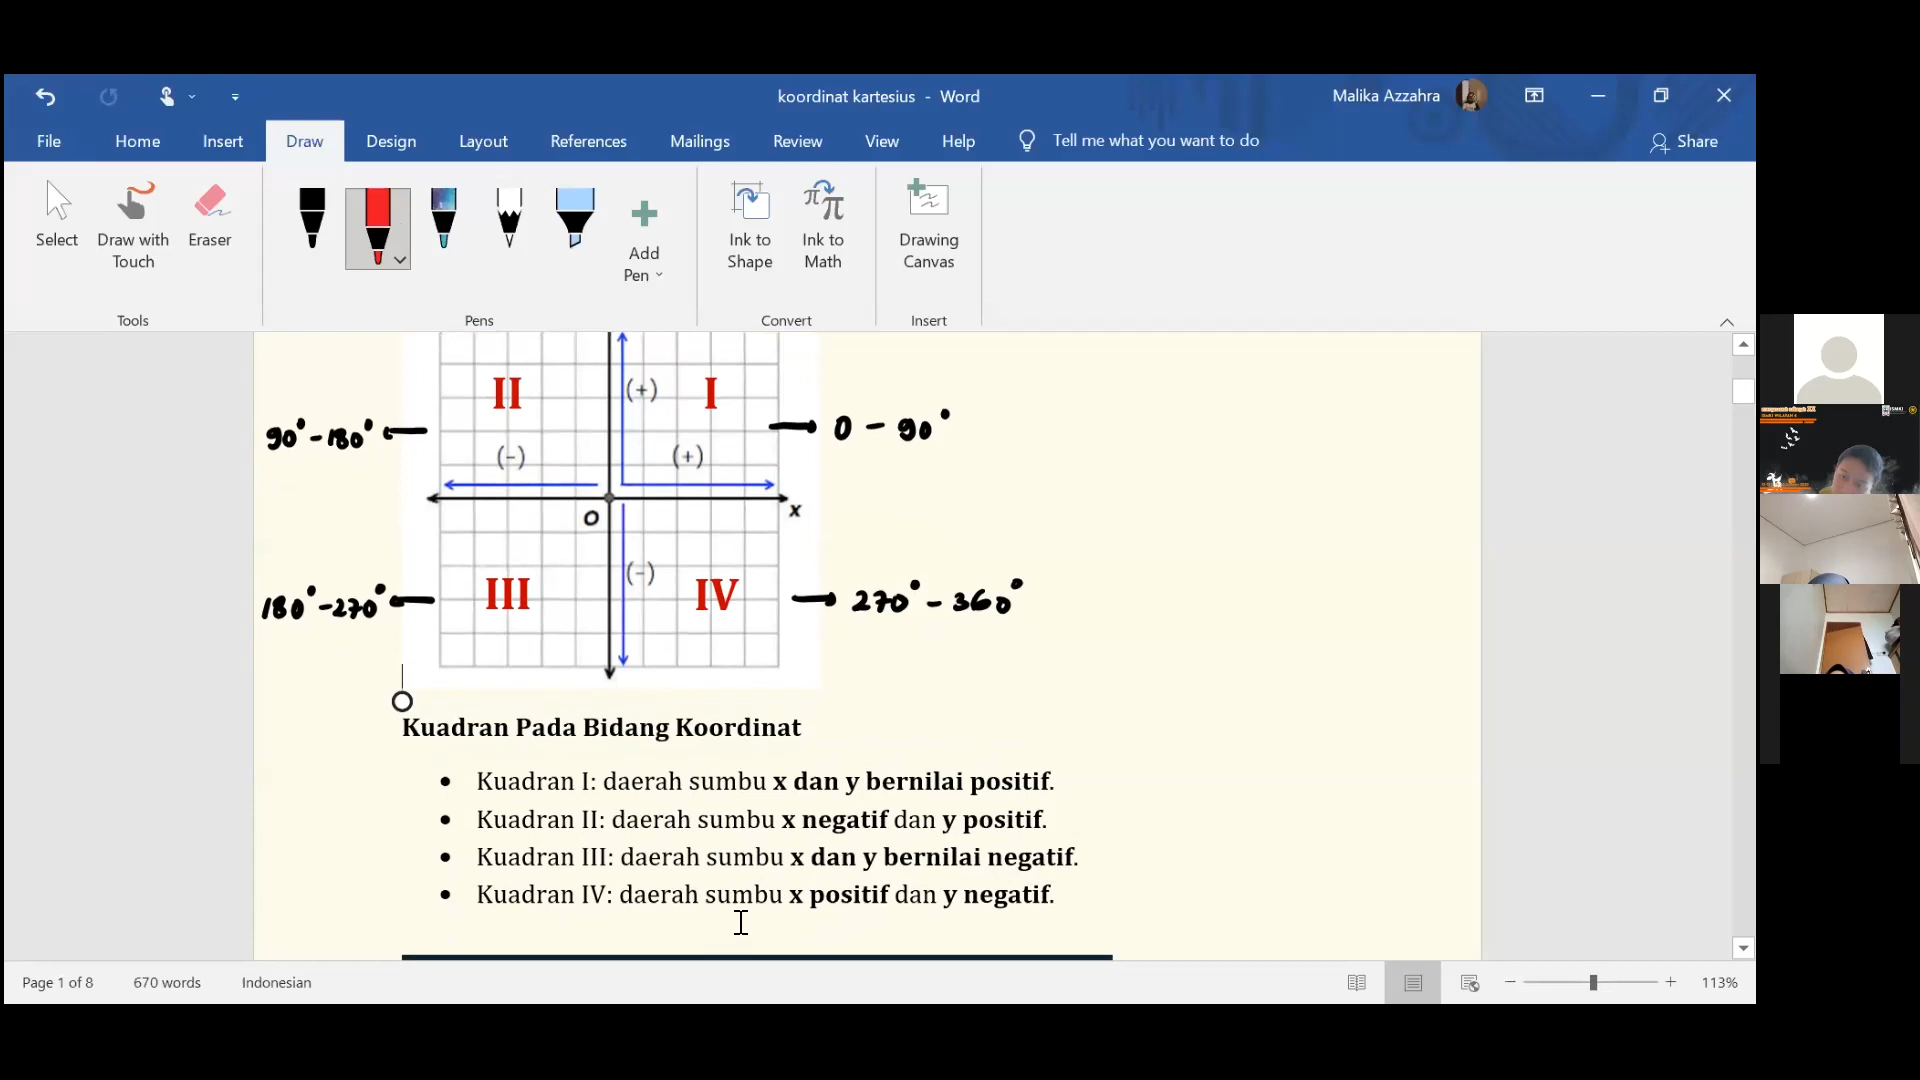 koordinat kartesius - Word
Malika Azzahra
File Home Insert Draw Design Layout References Mailings Review View Help Tell me what you want to do Share
Select Draw with Touch Eraser Add Pen Ink to Shape Ink to Math Drawing Canvas
Tools Pens Convert Insert
II (+) I
90° - 180° 0 - 90°
(-) (+)
O x
(-)
180° - 270° III IV 270° - 360°
Kuadran Pada Bidang Koordinat
• Kuadran I: daerah sumbu x dan y bernilai positif.
• Kuadran II: daerah sumbu x negatif dan y positif.
• Kuadran III: daerah sumbu x dan y bernilai negatif.
• Kuadran IV: daerah sumbu x positif dan y negatif.
Page 1 of 8 670 words Indonesian 113%